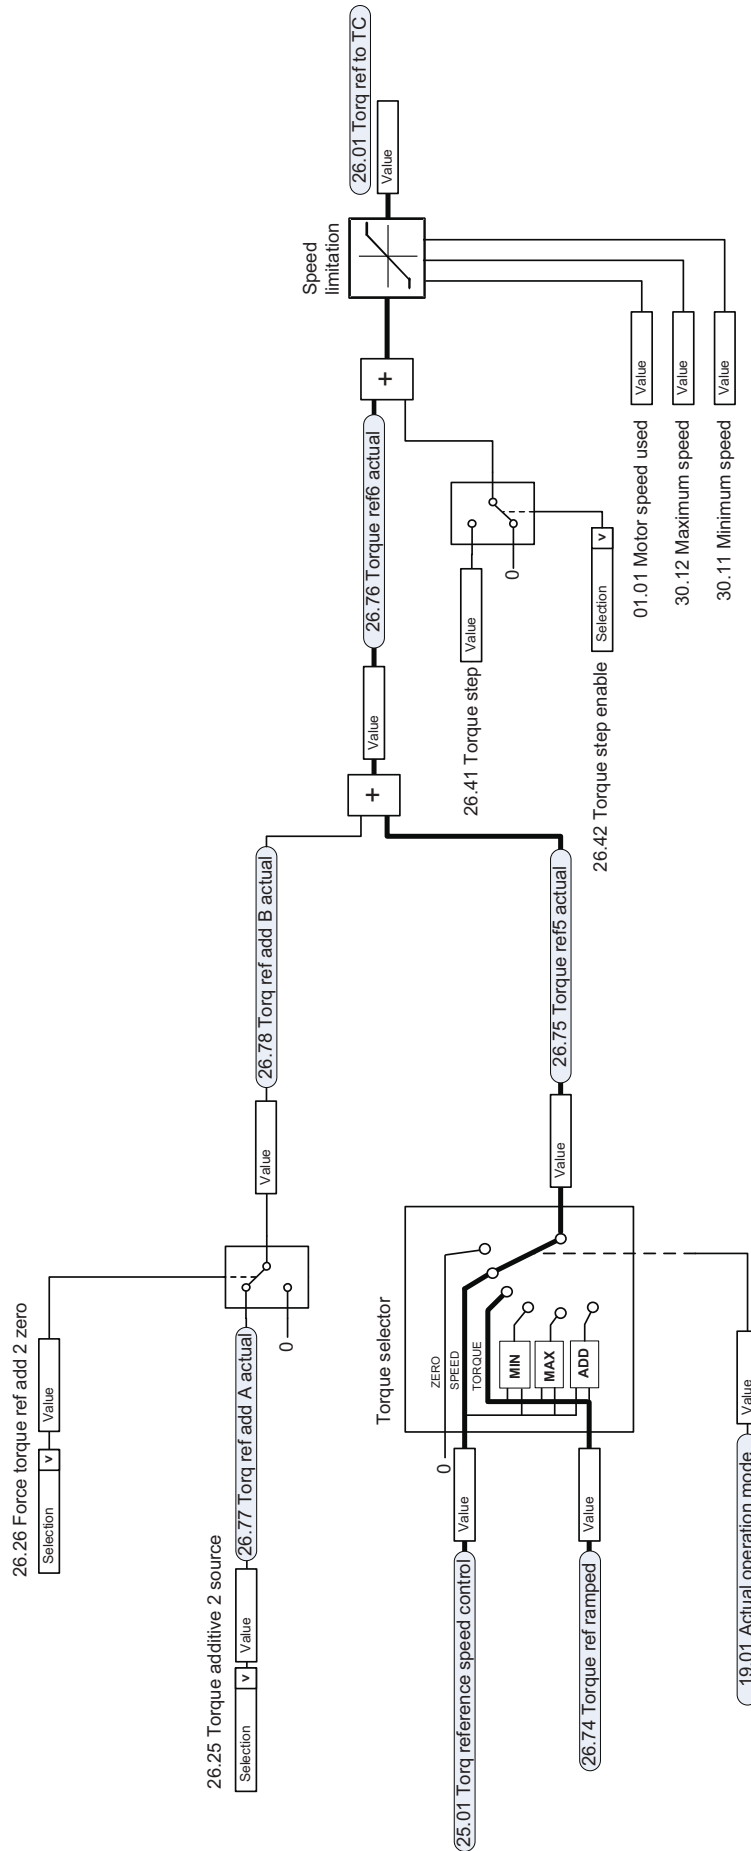 26.26 Force torque ref add 2 zero
Selection v Value
26.25 Torque additive 2 source
Selection v Value 26.77 Torq ref add A actual
Value 26.78 Torq ref add B actual
0
Speed
limitation
26.01 Torq ref to TC
Value
+ Value 26.76 Torque ref6 actual +
Torque selector
0
ZERO
SPEED
TORQUE
MIN
MAX
ADD
25.01 Torq reference speed control Value
26.74 Torque ref ramped Value
Value 26.75 Torque ref5 actual
26.41 Torque step Value
0
26.42 Torque step enable Selection v
01.01 Motor speed used Value
30.12 Maximum speed Value
30.11 Minimum speed Value
19.01 Actual operation mode Value